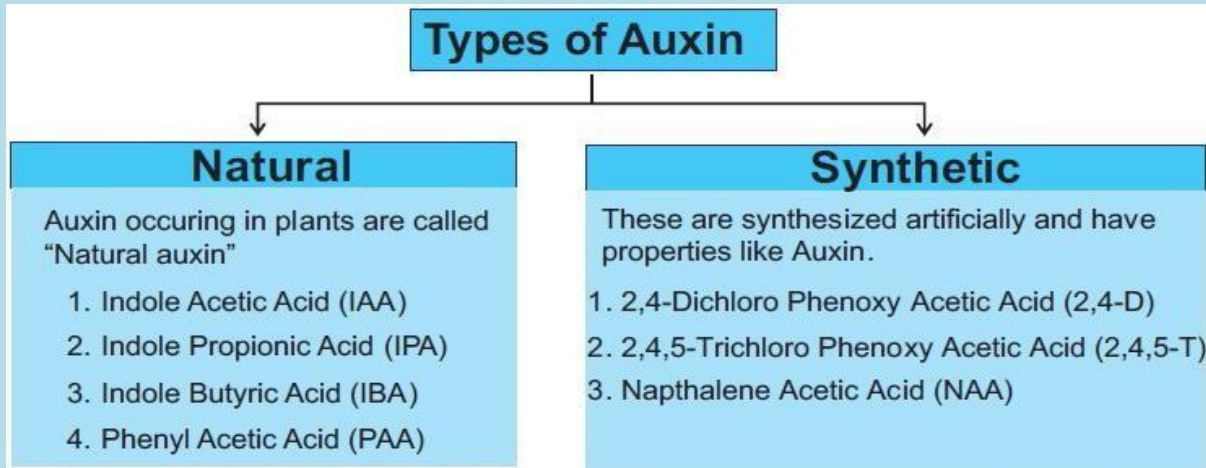 Types of Auxin
Natural
Auxin occuring in plants are called
“Natural auxin”
1. Indole Acetic Acid (IAA)
2. Indole Propionic Acid (IPA)
3. Indole Butyric Acid (IBA)
4. Phenyl Acetic Acid (PAA)
Synthetic
These are synthesized artificially and have
properties like Auxin.
1. 2,4-Dichloro Phenoxy Acetic Acid (2,4-D)
2. 2,4,5-Trichloro Phenoxy Acetic Acid (2,4,5-T)
3. Napthalene Acetic Acid (NAA)